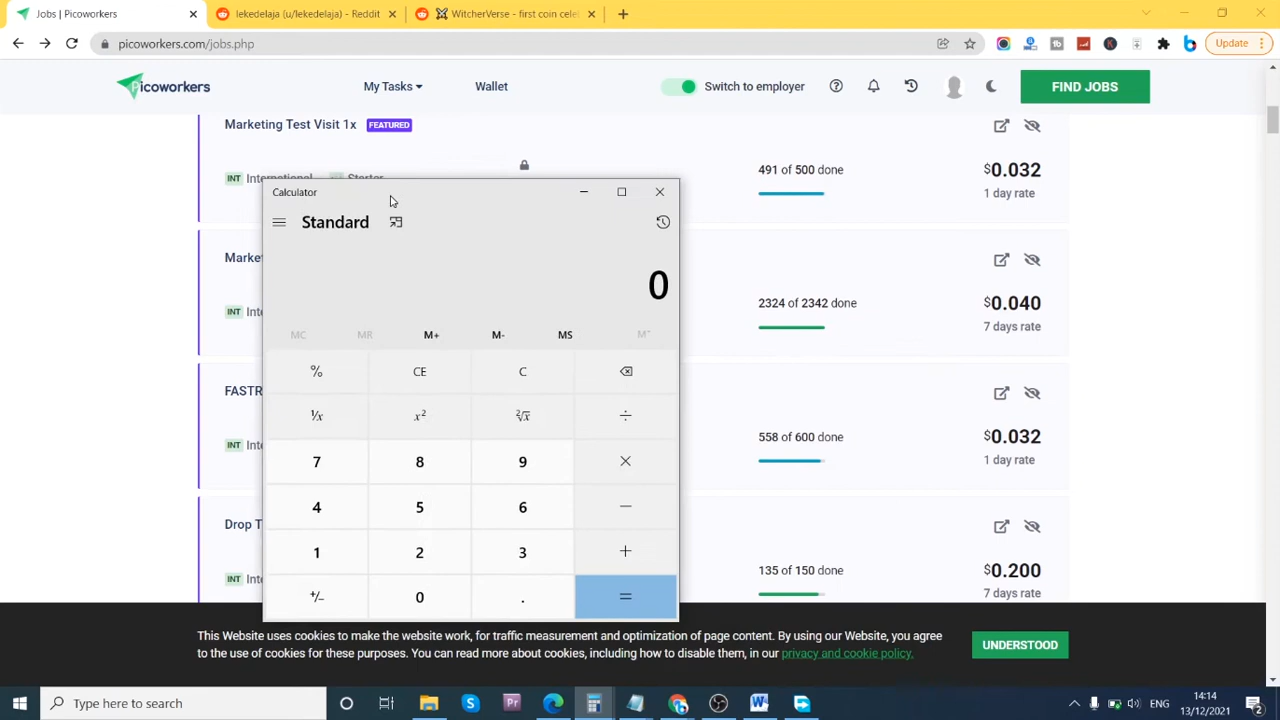 Jobs | Picoworkers
lekedelaja (u/lekedelaja) - Reddit
WitcherVerse - first coin cele
picoworkers.com/jobs.php
Update
Picoworkers
My Tasks
Wallet
Switch to employer
FIND JOBS
Marketing Test Visit 1x
FEATURED
491 of 500 done
$0.032
1 day rate
INT International
Starter
Calculator
Standard
0
MC
MR
M+
M-
MS
M˅
%
CE
C
⌫
¹/x
x²
²√x
÷
7
8
9
×
4
5
6
−
1
2
3
+
+/−
0
.
=
Marke
INT Inte
2324 of 2342 done
$0.040
7 days rate
FASTR
INT Inte
558 of 600 done
$0.032
1 day rate
Drop T
INT Inte
135 of 150 done
$0.200
7 days rate
This Website uses cookies to make the website work, for traffic measurement and optimization of page content. By using our Website, you agree
to the use of cookie for those purposes. You can read more about cookies, including how to disable them, in our privacy and cookie policy.
UNDERSTOOD
Type here to search
ENG
14:14
13/12/2021
2